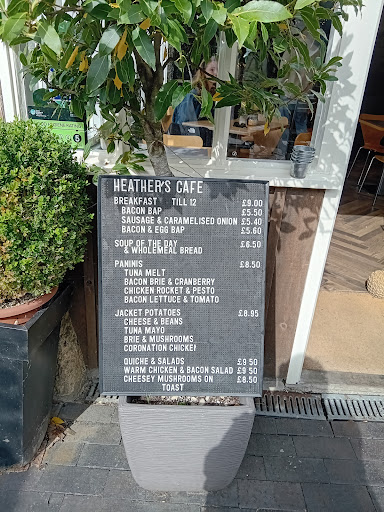 HEATHER'S CAFE
BREAKFAST TILL 12 £9.00
BACON BAP £5.50
SAUSAGE & CARAMELISED ONION £5.40
BACON & EGG BAP £5.60
SOUP OF THE DAY £6.50
& WHOLEMEAL BREAD
PANINIS £8.50
TUNA MELT
BACON BRIE & CRANBERRY
CHICKEN ROCKET & PESTO
BACON LETTUCE & TOMATO
JACKET POTATOES £8.95
CHEESE & BEANS
TUNA MAYO
BRIE & MUSHROOMS
CORONATION CHICKEN
QUICHE & SALADS £9 50
WARM CHICKEN & BACON SALAD £9 50
CHEESEY MUSHROOMS ON £8.50
TOAST